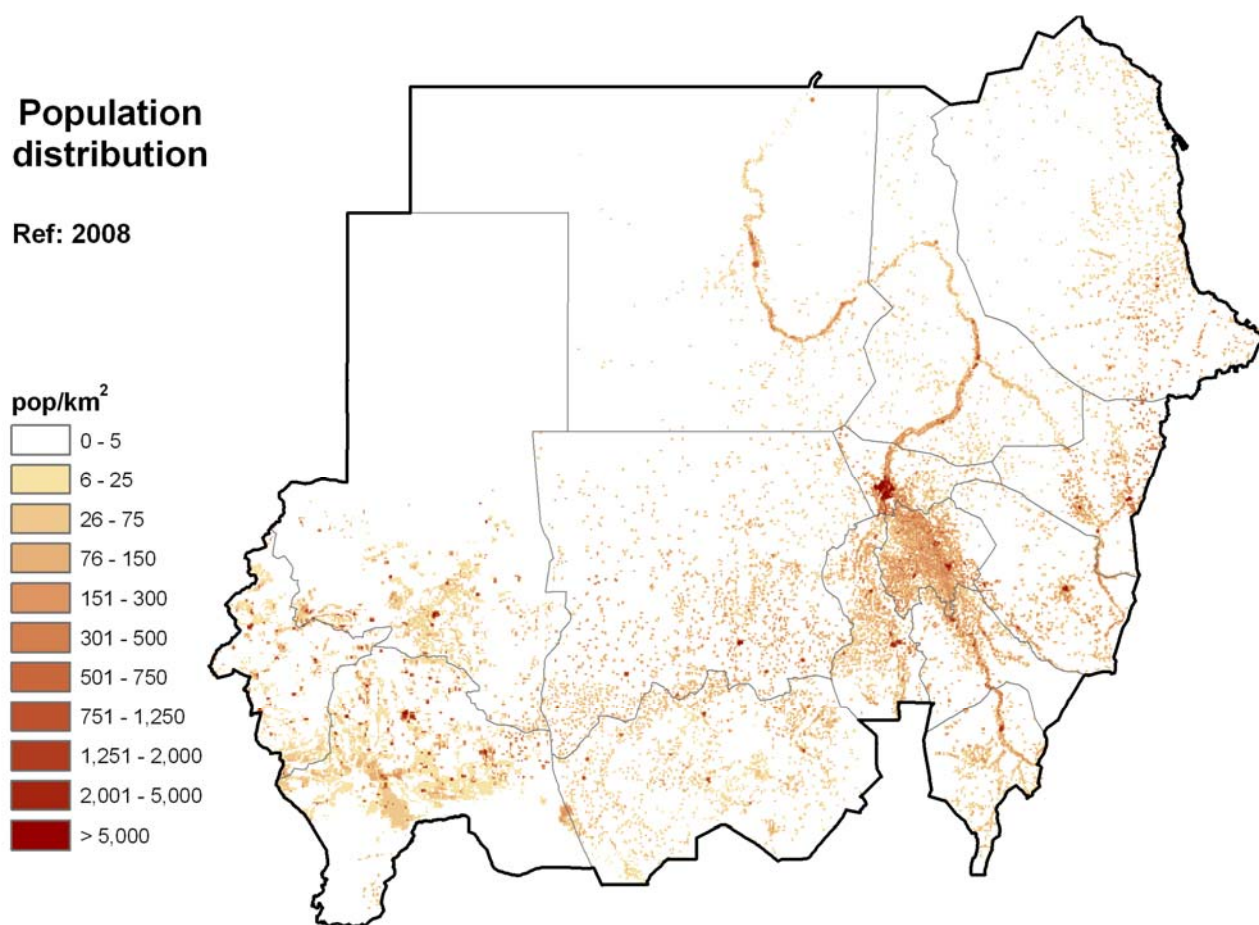 Population
distribution
Ref: 2008
pop/km²
0 - 5
6 - 25
26 - 75
76 - 150
151 - 300
301 - 500
501 - 750
751 - 1,250
1,251 - 2,000
2,001 - 5,000
> 5,000